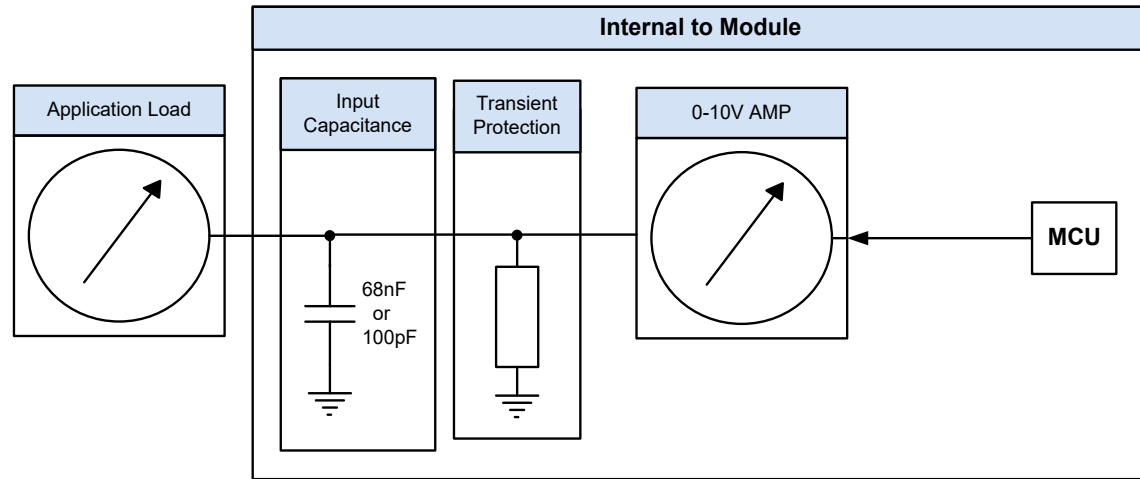 Internal to Module
Application Load
Input
Capacitance
Transient
Protection
0-10V AMP
68nF
or
100pF
MCU